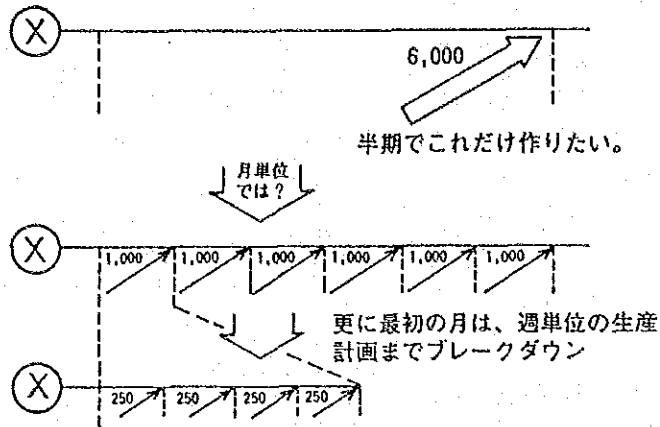 X
6,000
半期でこれだけ作りたい。
月単位
では？
X
1,000 1,000 1,000 1,000 1,000 1,000
更に最初の月は、週単位の生産
計画までブレークダウン
X
250 250 250 250